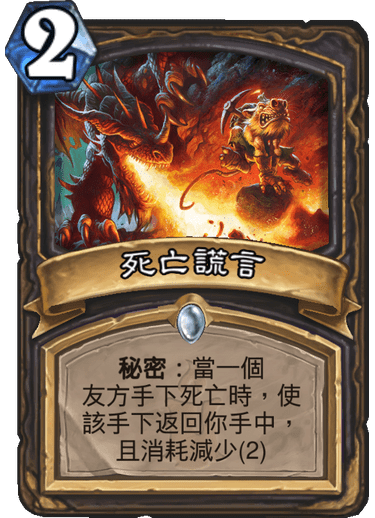 2
死亡謊言
秘密：當一個
友方手下死亡時，使
該手下返回你手中，
且消耗減少(2)